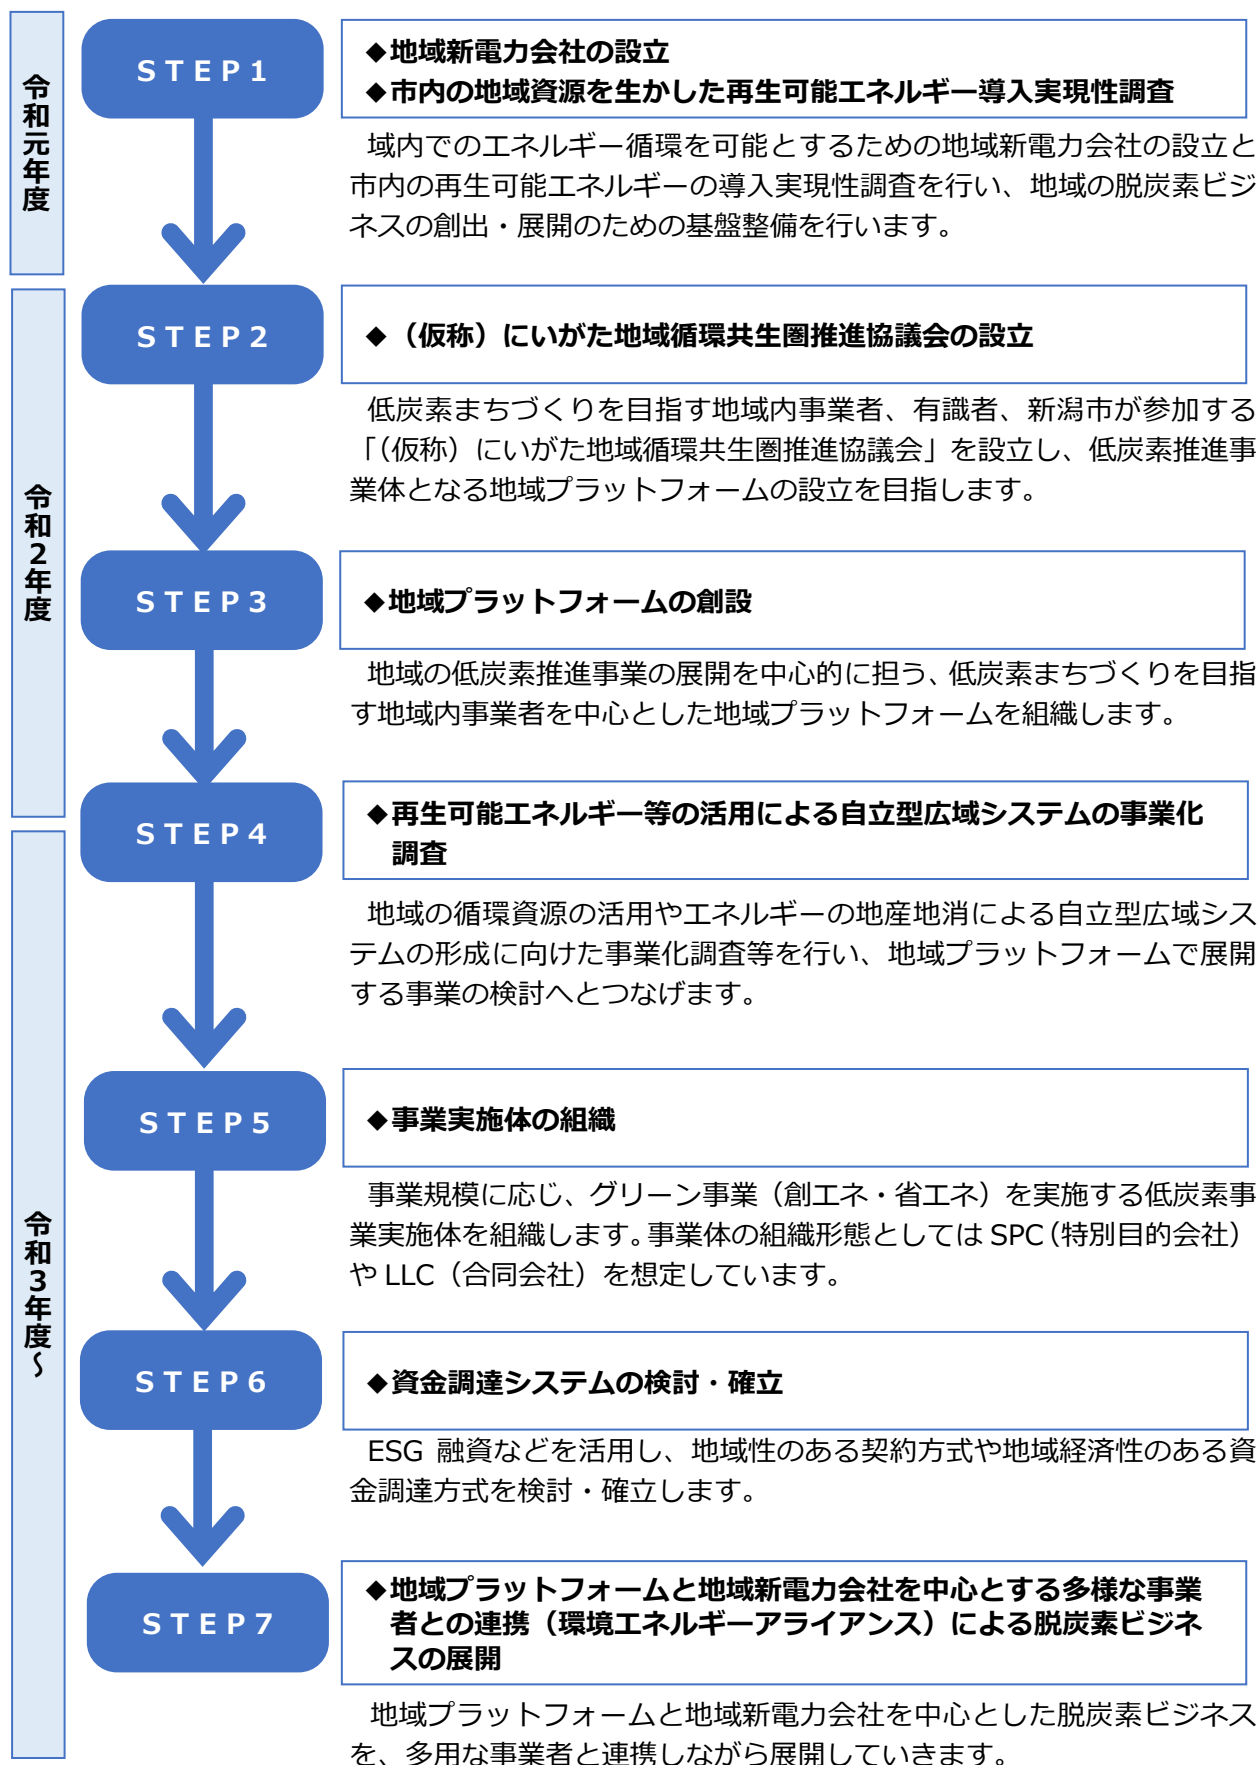 令和元年度
ＳＴＥＰ１
◆地域新電力会社の設立
◆市内の地域資源を生かした再生可能エネルギー導入実現性調査
域内でのエネルギー循環を可能とするための地域新電力会社の設立と
市内の再生可能エネルギーの導入実現性調査を行い、地域の脱炭素ビジ
ネスの創出・展開のための基盤整備を行います。
令和２年度
ＳＴＥＰ２
◆（仮称）にいがた地域循環共生圏推進協議会の設立
低炭素まちづくりを目指す地域内事業者、有識者、新潟市が参加する
「（仮称）にいがた地域循環共生圏推進協議会」を設立し、低炭素推進事
業体となる地域プラットフォームの設立を目指します。
ＳＴＥＰ３
◆地域プラットフォームの創設
地域の低炭素推進事業の展開を中心的に担う、低炭素まちづくりを目指
す地域内事業者を中心とした地域プラットフォームを組織します。
ＳＴＥＰ４
◆再生可能エネルギー等の活用による自立型広域システムの事業化
調査
地域の循環資源の活用やエネルギーの地産地消による自立型広域シス
テムの形成に向けた事業化調査等を行い、地域プラットフォームで展開
する事業の検討へとつなげます。
令和３年度～
ＳＴＥＰ５
◆事業実施体の組織
事業規模に応じ、グリーン事業（創エネ・省エネ）を実施する低炭素事
業実施体を組織します。事業体の組織形態としては SPC（特別目的会社）
や LLC（合同会社）を想定しています。
ＳＴＥＰ６
◆資金調達システムの検討・確立
ESG 融資などを活用し、地域性のある契約方式や地域経済性のある資
金調達方式を検討・確立します。
ＳＴＥＰ７
◆地域プラットフォームと地域新電力会社を中心とする多様な事業
者との連携（環境エネルギーアライアンス）による脱炭素ビジネ
スの展開
地域プラットフォームと地域新電力会社を中心とした脱炭素ビジネス
を、多用な事業者と連携しながら展開していきます。